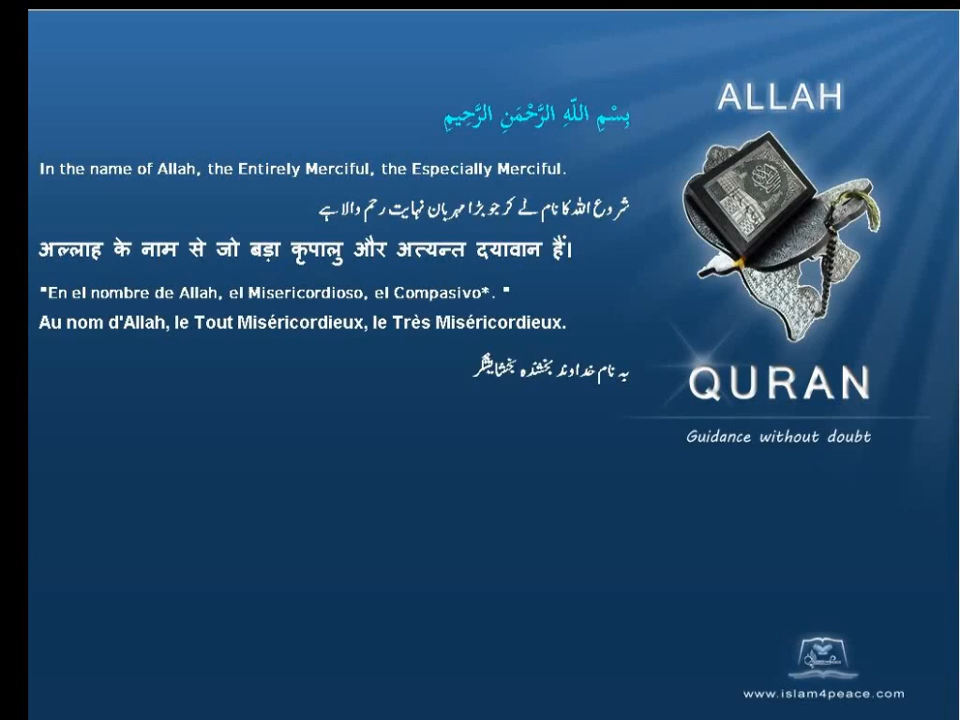 بِسْمِ اللَّهِ الرَّحْمَنِ الرَّحِيمِ
In the name of Allah, the Entirely Merciful, the Especially Merciful.
شروع اللہ کا نام لے کر جو بڑا مہربان نہایت رحم والا ہے
अल्लाह के नाम से जो बड़ा कृपालु और अत्यन्त दयावान हैं।
"En el nombre de Allah, el Misericordioso, el Compasivo*. "
Au nom d'Allah, le Tout Miséricordieux, le Très Miséricordieux.
به نام خداوند بخشنده بخشایشگر
ALLAH
QURAN
Guidance without doubt
www.islam4peace.com